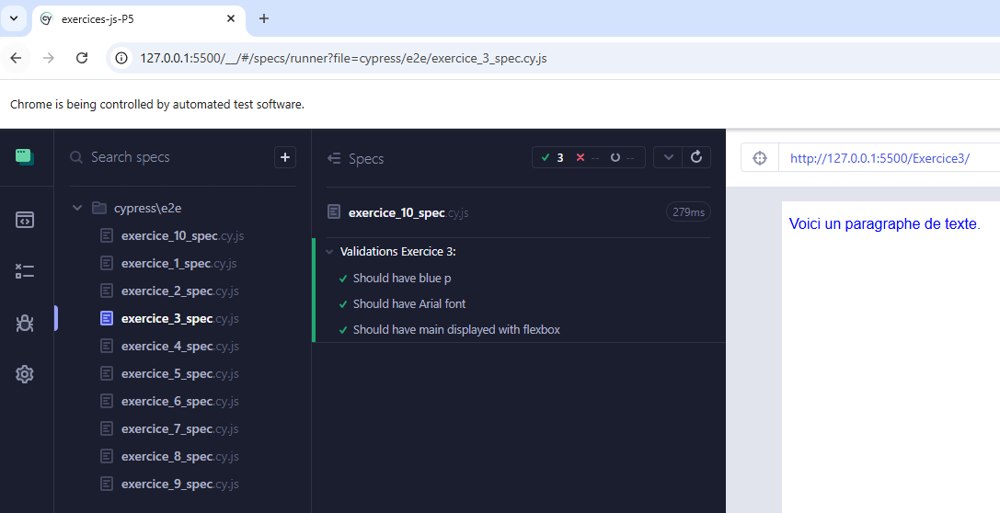 exercices-js-P5
127.0.0.1:5500/__/#/specs/runner?file=cypress/e2e/exercice_3_spec.cy.js
Chrome is being controlled by automated test software.
Search specs
cypress\e2e
exercice_10_spec.cy.js
exercice_1_spec.cy.js
exercice_2_spec.cy.js
exercice_3_spec.cy.js
exercice_4_spec.cy.js
exercice_5_spec.cy.js
exercice_6_spec.cy.js
exercice_7_spec.cy.js
exercice_8_spec.cy.js
exercice_9_spec.cy.js
Specs
3 -- --
exercice_10_spec.cy.js 279ms
Validations Exercice 3:
Should have blue p
Should have Arial font
Should have main displayed with flexbox
http://127.0.0.1:5500/Exercice3/
Voici un paragraphe de texte.